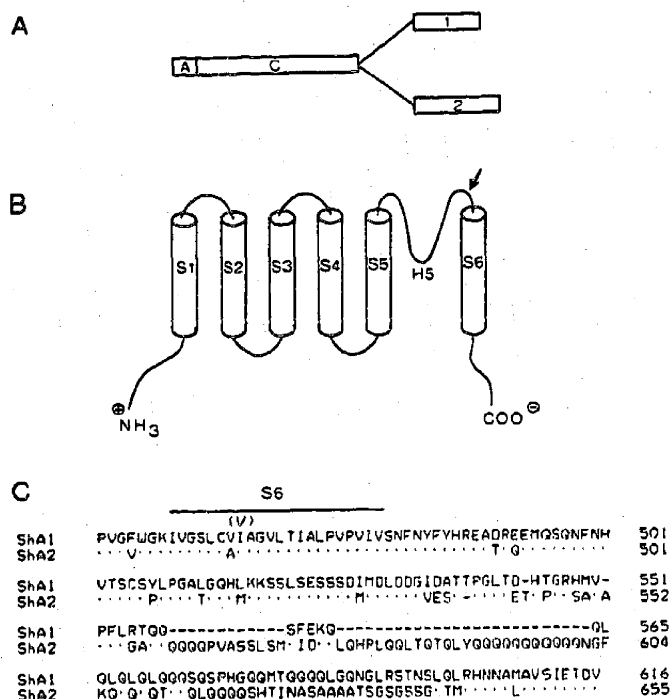 A
1
A C
2
B
S1 S2 S3 S4 S5 H5 S6
⊕
NH3
COO ⊖
C
S6
(V)
ShA1 PVGFWGKIVGSLCVIAGVLTIALPVPVIVSNFNYFYHREADREEMQSQNFNH 501
ShA2 ···V·········A···························T·Q········ 501
ShA1 VTSCSYLPGALGQHLKKSSLSESSSDIMDLDDGIDATTPGLTD-HTGRHMV- 551
ShA2 ·····P····T··M············M·····VES·-····ET·P··SA·A 552
ShA1 PFLRTQQ------------SFEKQ----------------------QL 565
ShA2 ··GA··QQQQPVASSLSM·ID··LQHPLQQLTQTQLYQQQQQQQQQQQNGF 604
ShA1 QLQLQLQQQSQSPHGQQMTQQQQLGQNGLRSTNSLQLRHNNAMAVSIETDV 614
ShA2 KQ·Q·QT··QLQQQQSHTINASAAAATSGSGSSG·TM·····L······· 655